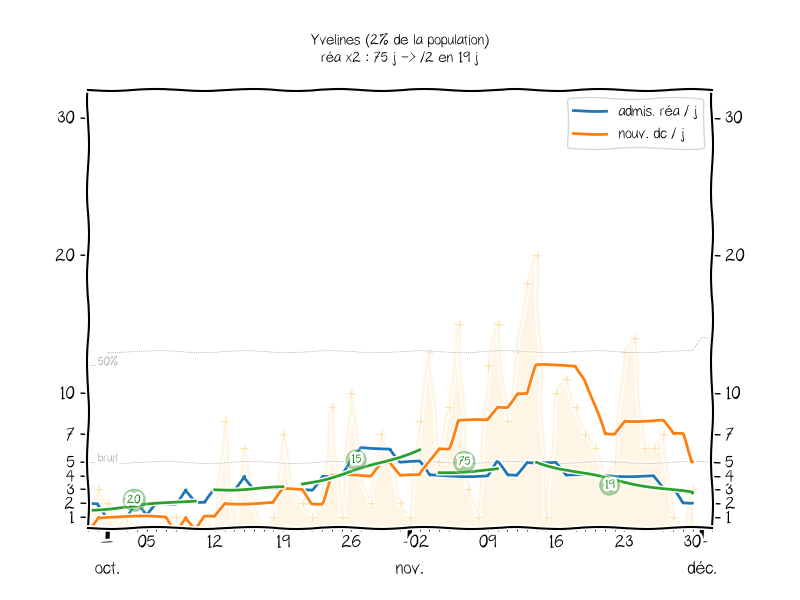 Yvelines (2% de la population)
réa x2 : 75 j -> /2 en 19 j
admis. réa / j
nouv. dc / j
30 30
20 20
50%
10 10
7 7
bruit
5 5
4 4
3 3
2 2
1 1
20 15 75 19
05 12 19 26 02 09 16 23 30
oct. nov. déc.